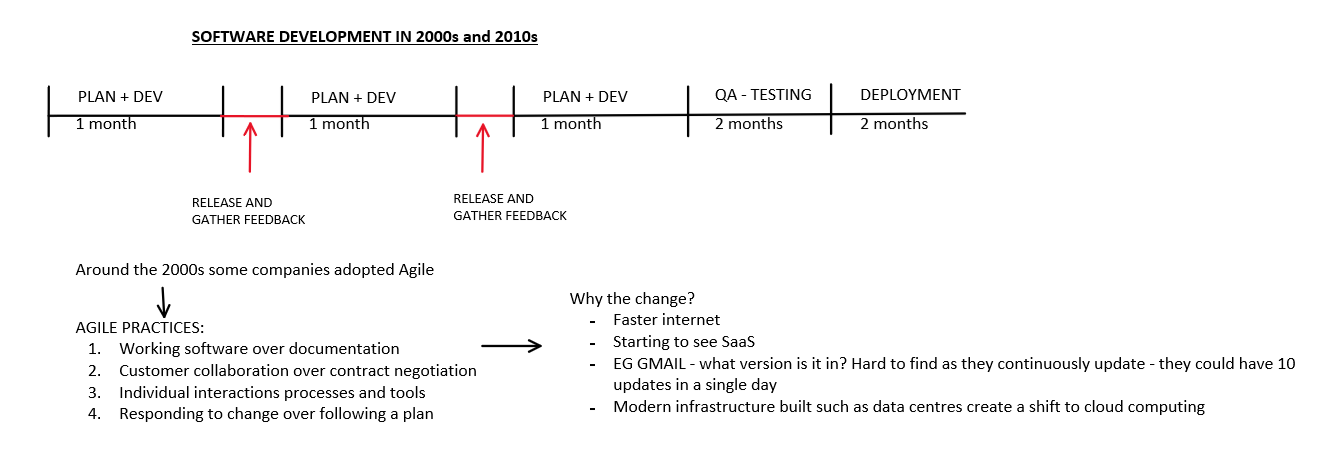 SOFTWARE DEVELOPMENT IN 2000s and 2010s
PLAN + DEV
PLAN + DEV
PLAN + DEV
QA - TESTING
DEPLOYMENT
1 month
1 month
1 month
2 months
2 months
RELEASE AND
GATHER FEEDBACK
RELEASE AND
GATHER FEEDBACK
Around the 2000s some companies adopted Agile
AGILE PRACTICES:
1. Working software over documentation
2. Customer collaboration over contract negotiation
3. Individual interactions processes and tools
4. Responding to change over following a plan
Why the change?
- Faster internet
- Starting to see SaaS
- EG GMAIL - what version is it in? Hard to find as they continuously update - they could have 10
updates in a single day
- Modern infrastructure built such as data centres create a shift to cloud computing